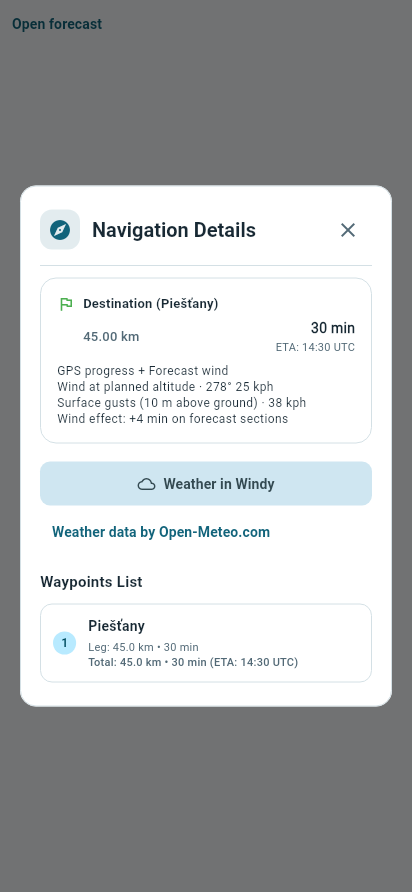 Open forecast
Navigation Details
Destination (Piešťany)
45.00 km
30 min
ETA: 14:30 UTC
GPS progress + Forecast wind
Wind at planned altitude · 278° 25 kph
Surface gusts (10 m above ground) · 38 kph
Wind effect: +4 min on forecast sections
Weather in Windy
Weather data by Open-Meteo.com
Waypoints List
1
Piešťany
Leg: 45.0 km • 30 min
Total: 45.0 km • 30 min (ETA: 14:30 UTC)